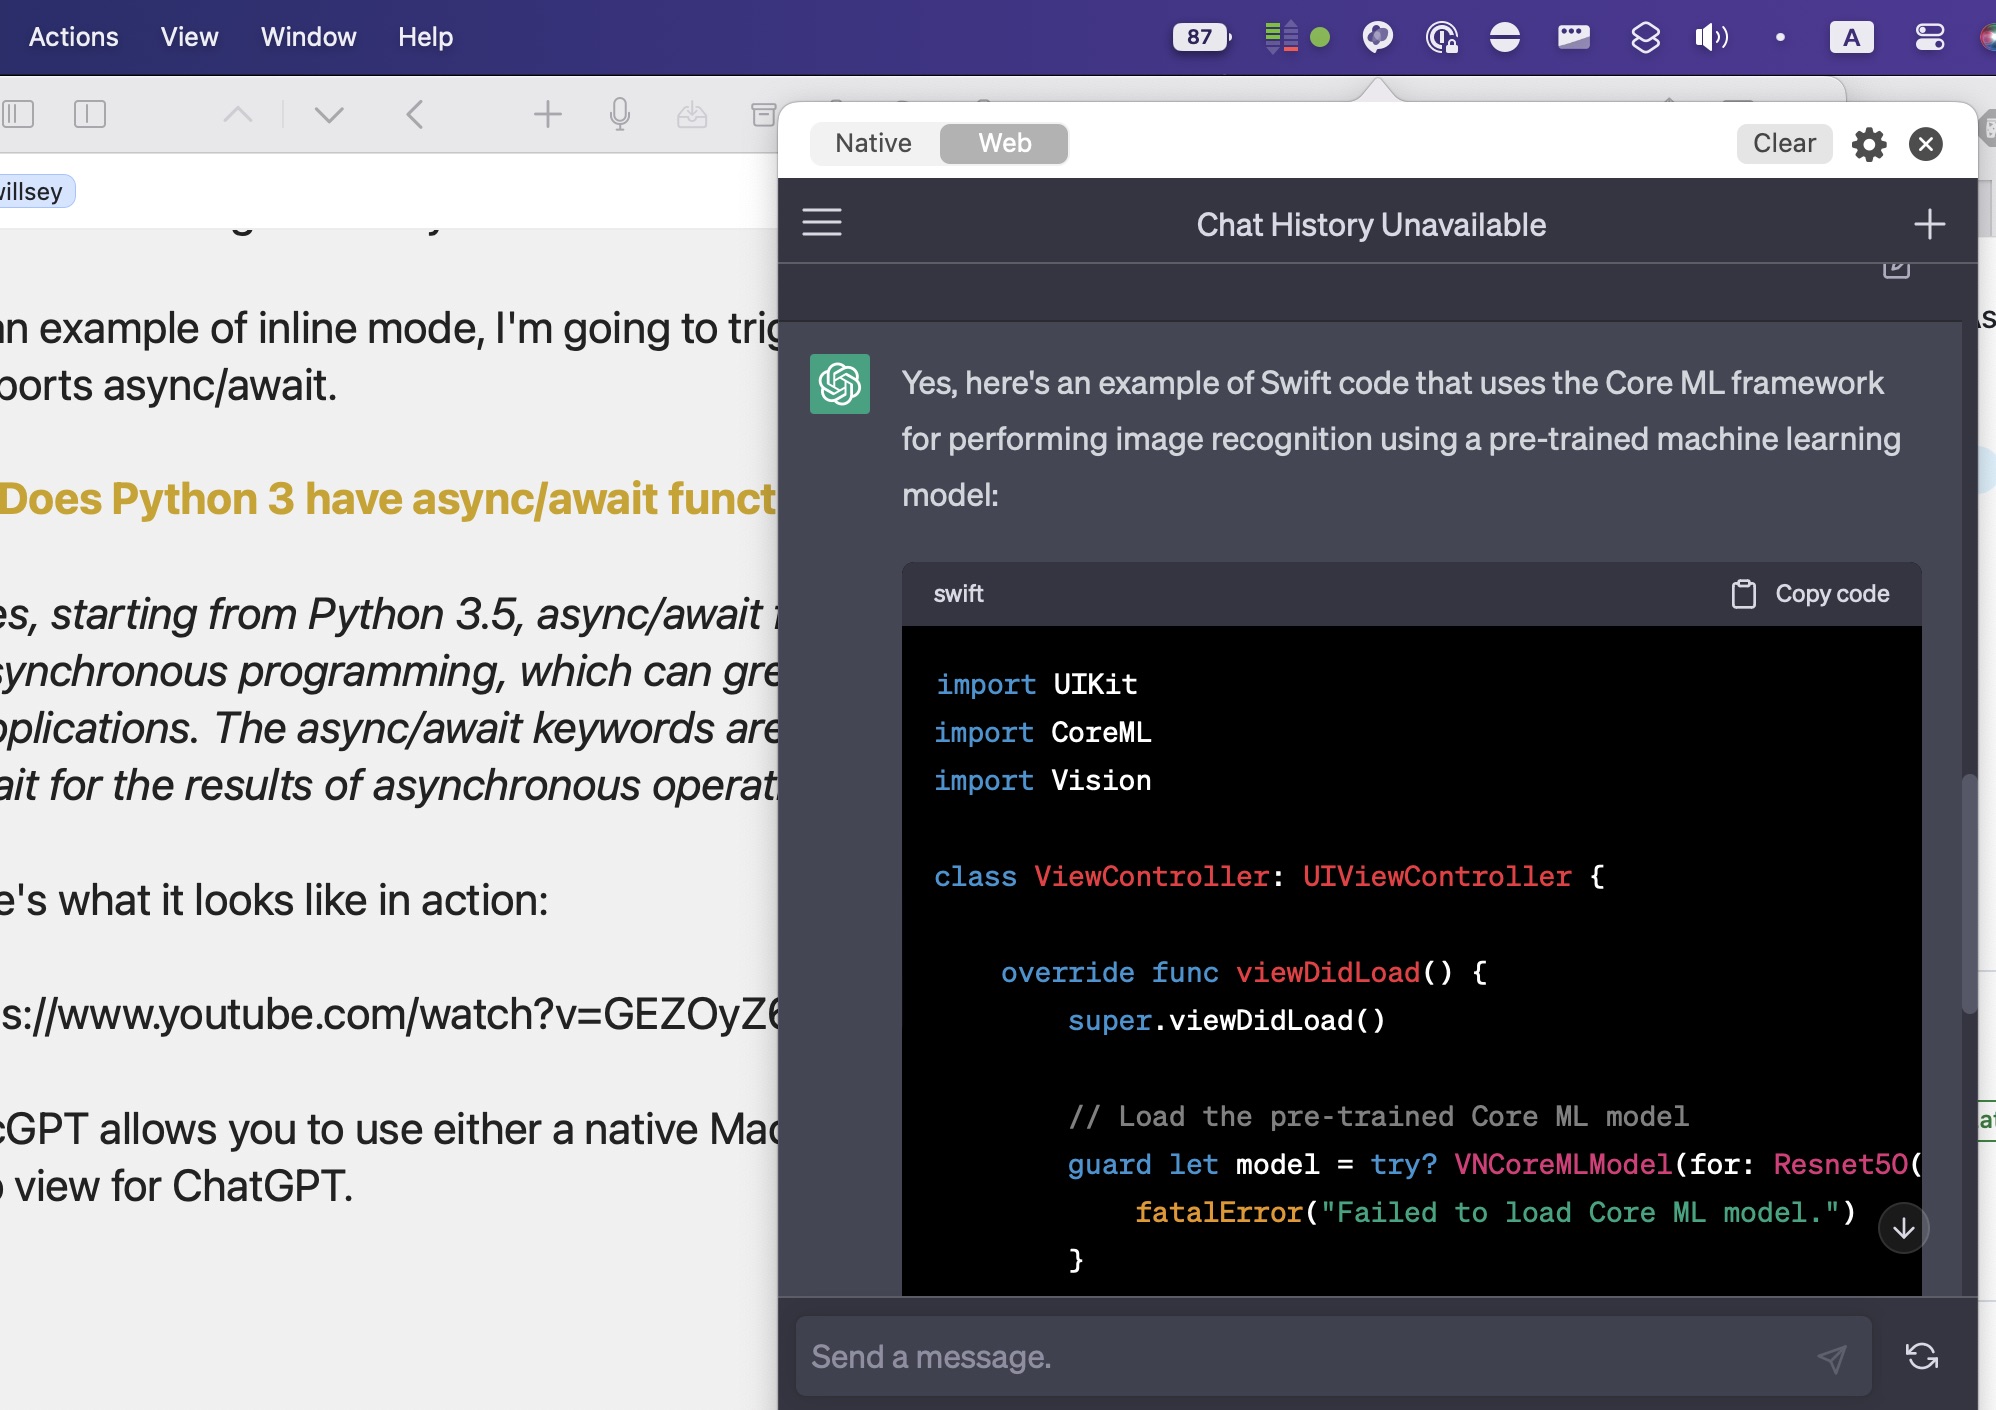 Actions View Window Help 87 A
Native Web Clear
illsey
Chat History Unavailable
an example of inline mode, I'm going to trig
ports async/await.
Does Python 3 have async/await funct
es, starting from Python 3.5, async/await f
synchronous programming, which can gre
pplications. The async/await keywords are
ait for the results of asynchronous operati
e's what it looks like in action:
s://www.youtube.com/watch?v=GEZOyZ6
cGPT allows you to use either a native Mac
view for ChatGPT.
Yes, here's an example of Swift code that uses the Core ML framework
for performing image recognition using a pre-trained machine learning
model:
swift Copy code
import UIKit
import CoreML
import Vision
class ViewController: UIViewController {
override func viewDidLoad() {
super.viewDidLoad()
// Load the pre-trained Core ML model
guard let model = try? VNCoreMLModel(for: Resnet50(
fatalError("Failed to load Core ML model.")
}
Send a message.